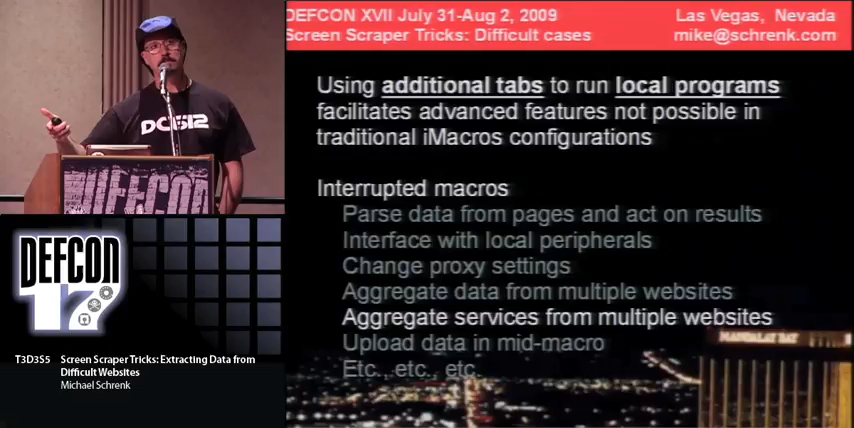 DEFCON XVII July 31-Aug 2, 2009
Las Vegas, Nevada
Screen Scraper Tricks: Difficult cases
mike@schrenk.com
Using additional tabs to run local programs
facilitates advanced features not possible in
traditional iMacros configurations
Interrupted macros
Parse data from pages and act on results
Interface with local peripherals
Change proxy settings
Aggregate data from multiple websites
Aggregate services from multiple websites
Upload data in mid-macro
Etc., etc., etc.
MANDALAY BAY
DC612
DEFCON
DEFCON
17
T3D3S5
Screen Scraper Tricks: Extracting Data from
Difficult Websites
Michael Schrenk